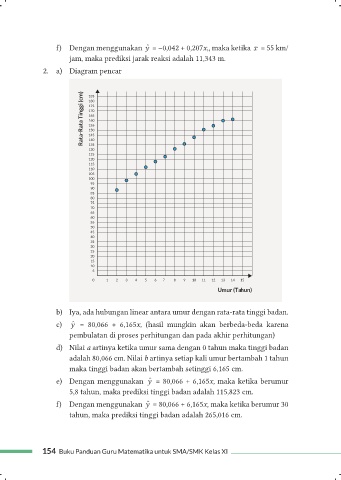 f) Dengan menggunakan ŷ = −0,042 + 0,207x, maka ketika x = 55 km/
jam, maka prediksi jarak reaksi adalah 11,343 m.
2. a) Diagram pencar
Rata-Rata Tinggi (cm)
185
180
175
170
165
160
155
150
145
140
135
130
125
120
115
110
105
100
95
90
85
80
75
70
65
60
55
50
45
40
35
30
25
20
15
10
5
0 1 2 3 4 5 6 7 8 9 10 11 12 13 14 15
Umur (Tahun)
b) Iya, ada hubungan linear antara umur dengan rata-rata tinggi badan.
c) ŷ = 80,066 + 6,165x, (hasil mungkin akan berbeda-beda karena
pembulatan di proses perhitungan dan pada akhir perhitungan)
d) Nilai a artinya ketika umur sama dengan 0 tahun maka tinggi badan
adalah 80,066 cm. Nilai b artinya setiap kali umur bertambah 1 tahun
maka tinggi badan akan bertambah setinggi 6,165 cm.
e) Dengan menggunakan ŷ = 80,066 + 6,165x, maka ketika berumur
5,8 tahun, maka prediksi tinggi badan adalah 115,823 cm.
f) Dengan menggunakan ŷ = 80,066 + 6,165x, maka ketika berumur 30
tahun, maka prediksi tinggi badan adalah 265,016 cm.
154 Buku Panduan Guru Matematika untuk SMA/SMK Kelas XI